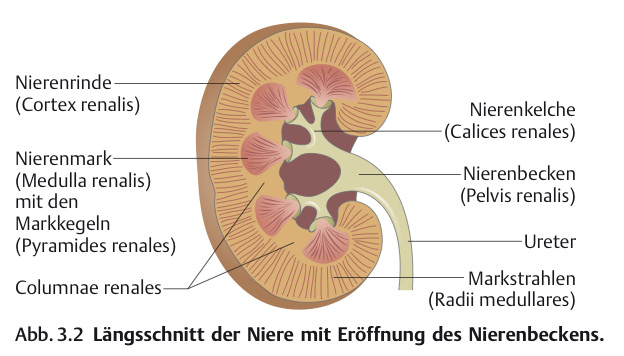 Nierenrinde
(Cortex renalis)
Nierenmark
(Medulla renalis)
mit den
Markkegeln
(Pyramides renales)
Columnae renales
Nierenkelche
(Calices renales)
Nierenbecken
(Pelvis renalis)
Ureter
Markstrahlen
(Radii medullares)
Abb. 3.2 Längsschnitt der Niere mit Eröffnung des Nierenbeckens.